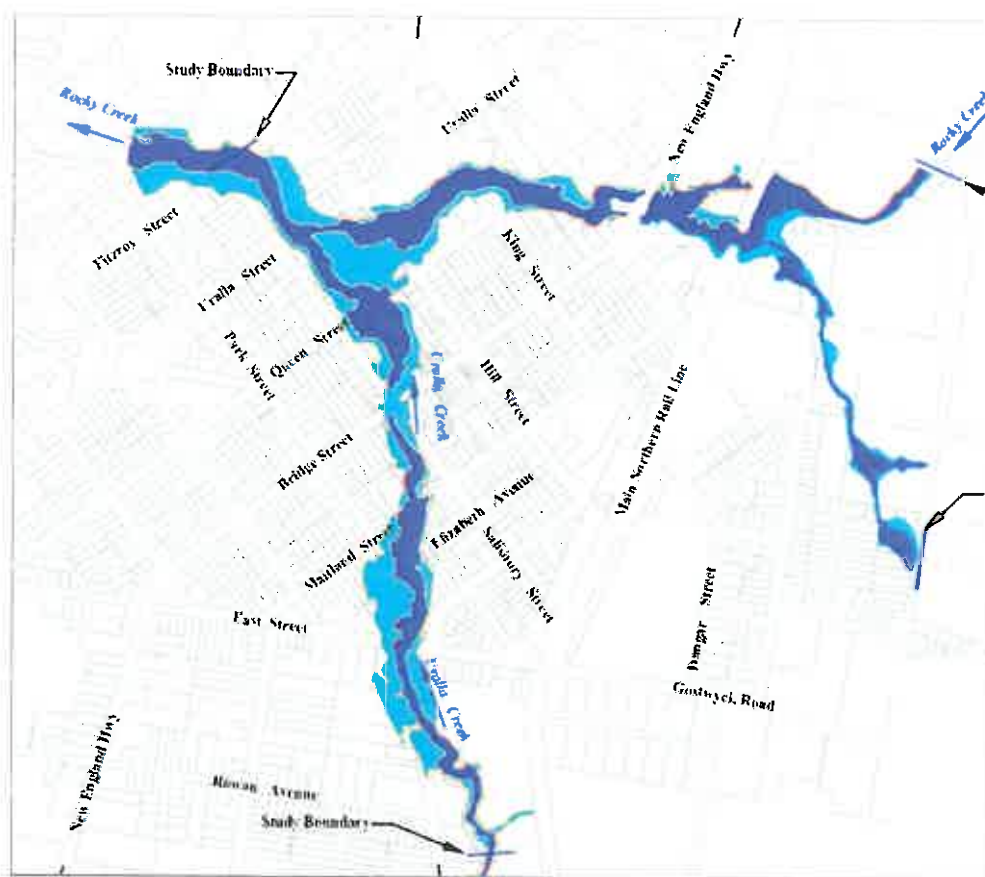 Study Boundary
Rocky Creek
Uralla Street
New England Hwy
Rocky Creek
Fitzroy Street
Uralla Street
King Street
Park Street
Queen Street
Uralla Creek
Hill Street
Main Northern Rail Line
Bridge Street
Elizabeth Avenue
Maitland Street
Salisbury Street
East Street
Dangar Street
Gostwyck Road
Uralla Creek
New England Hwy
Rowan Avenue
Study Boundary